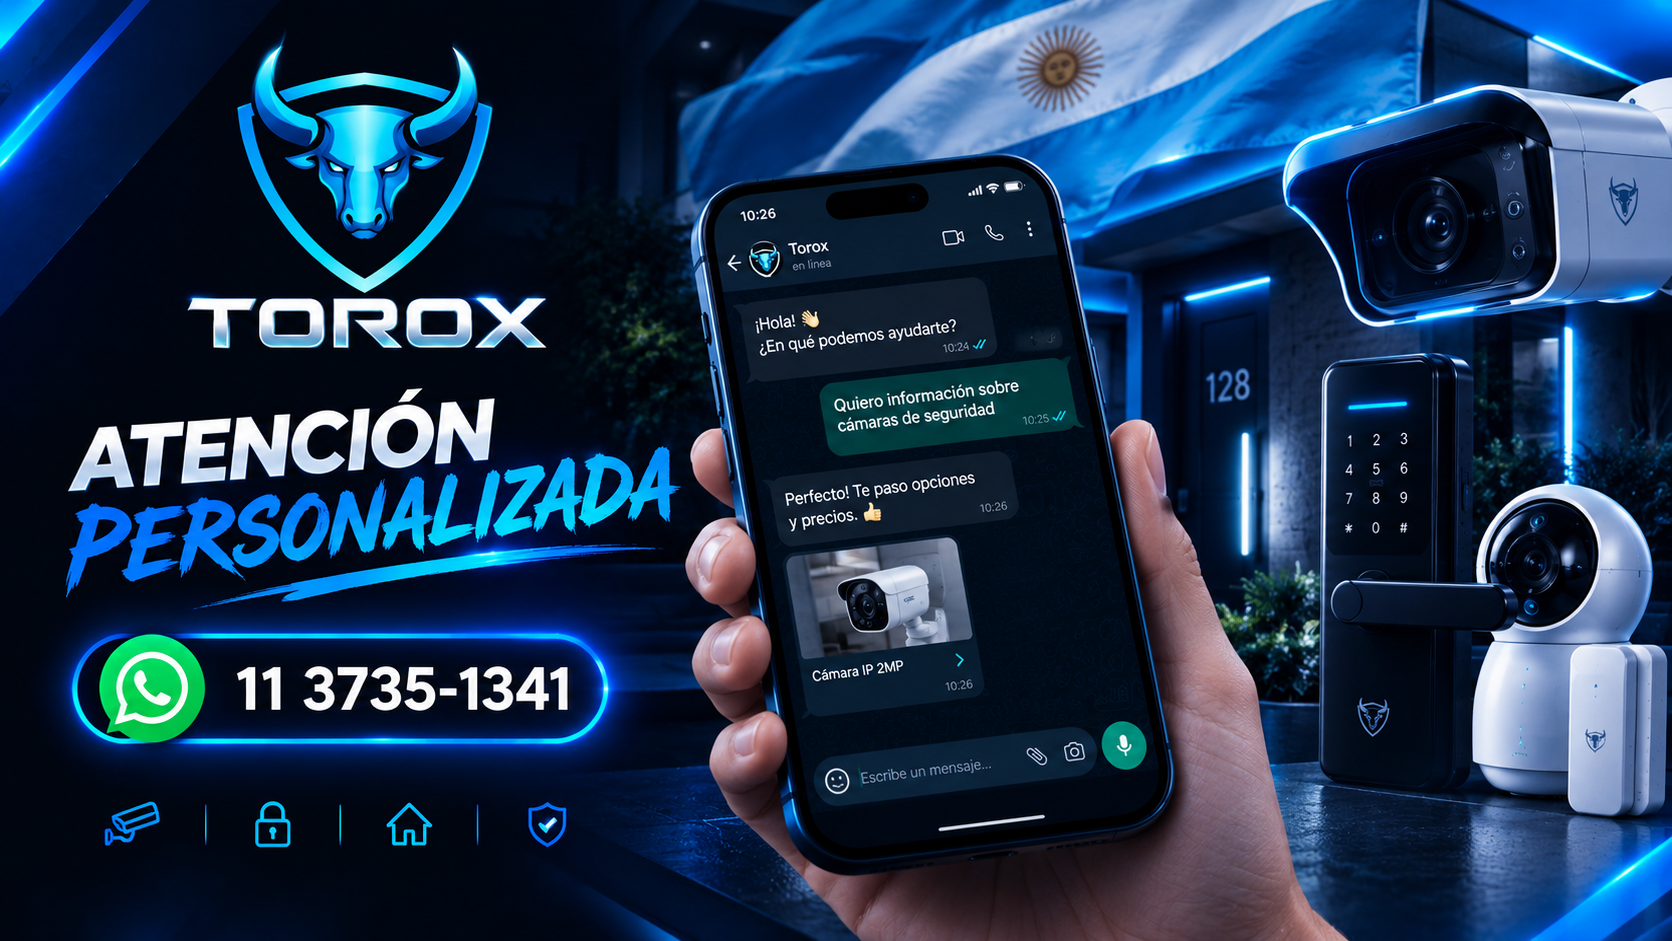 TOROX
ATENCIÓN
PERSONALIZADA
11 3735-1341
10:26
Torox
en línea
¡Hola! 👋
¿En qué podemos ayudarte?
10:24
Quiero información sobre
cámaras de seguridad
10:25
Perfecto! Te paso opciones
y precios. 👍
10:26
Cámara IP 2MP
10:26
Escribe un mensaje...
128
1 2 3
4 5 6
7 8 9
* 0 #